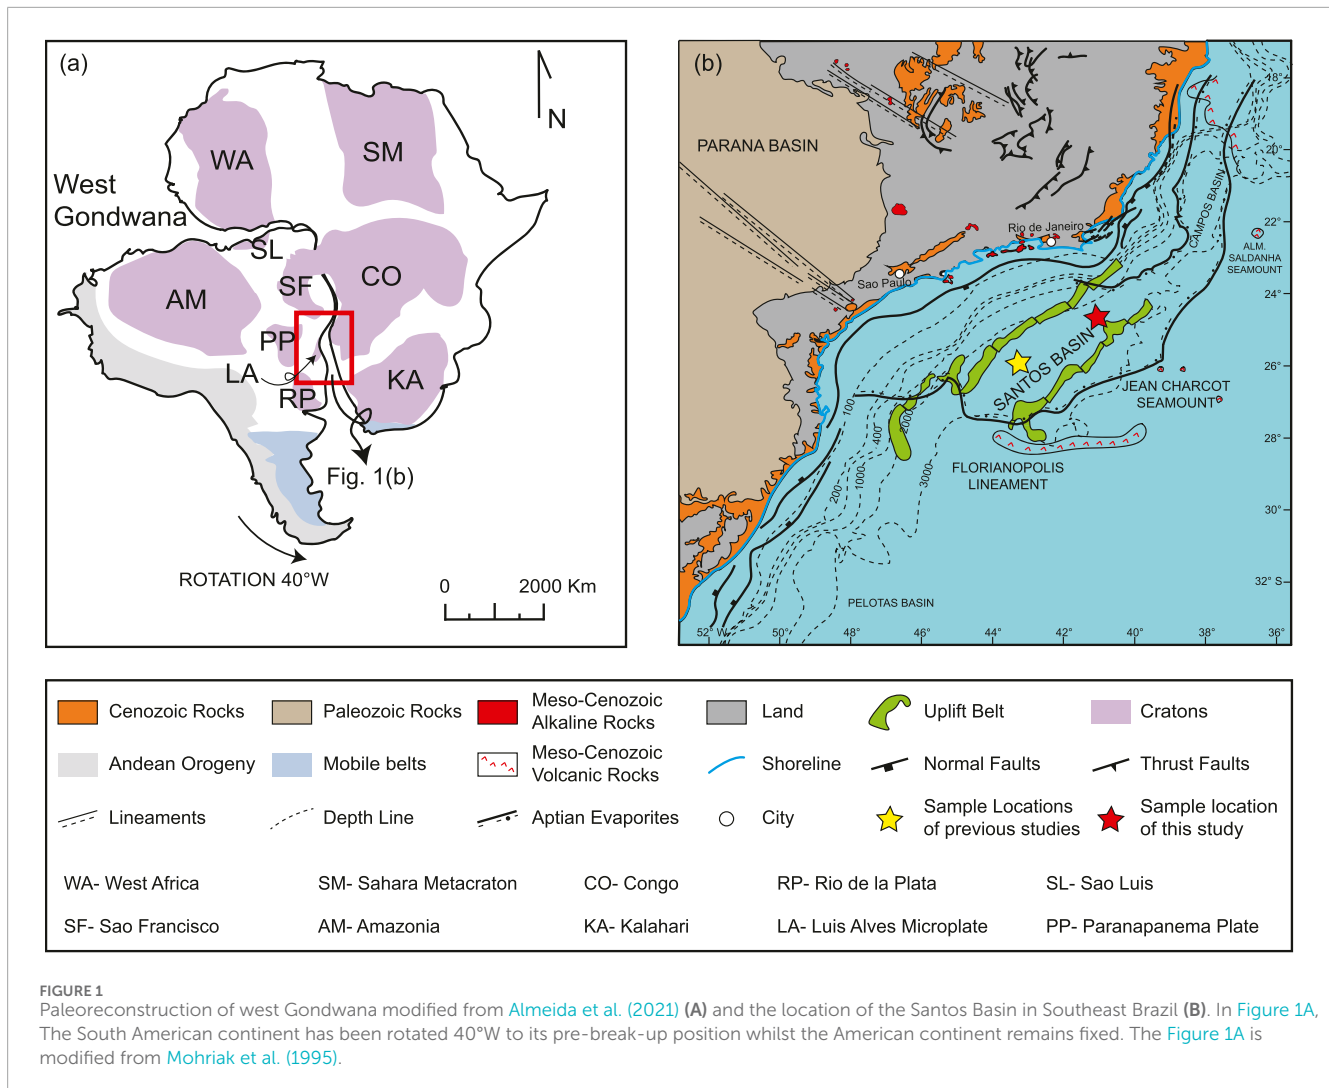 (a)
N
WA
SM
West
Gondwana
SL
CO
SF
AM
PP
LA
KA
RP
Fig. 1(b)
ROTATION 40°W
0 2000 Km
(b)
PARANA BASIN
Rio de Janeiro
Sao Paulo
CAMPOS BASIN
ALM.
SALDANHA
SEAMOUNT
SANTOS BASIN
JEAN CHARCOT
SEAMOUNT
FLORIANOPOLIS
LINEAMENT
PELOTAS BASIN
100
400
2000
200
1000
3000
18°
20°
22°
24°
26°
28°
30°
32° S
52° W 50° 48° 46° 44° 42° 40° 38° 36°
Cenozoic Rocks
Paleozoic Rocks
Meso-Cenozoic
Alkaline Rocks
Land
Uplift Belt
Cratons
Andean Orogeny
Mobile belts
Meso-Cenozoic
Volcanic Rocks
Shoreline
Normal Faults
Thrust Faults
Lineaments
Depth Line
Aptian Evaporites
City
Sample Locations
of previous studies
Sample location
of this study
WA- West Africa
SM- Sahara Metacraton
CO- Congo
RP- Rio de la Plata
SL- Sao Luis
SF- Sao Francisco
AM- Amazonia
KA- Kalahari
LA- Luis Alves Microplate
PP- Paranapanema Plate
FIGURE 1
Paleoreconstruction of west Gondwana modified from Almeida et al. (2021) (A) and the location of the Santos Basin in Southeast Brazil (B). In Figure 1A,
The South American continent has been rotated 40°W to its pre-break-up position whilst the American continent remains fixed. The Figure 1A is
modified from Mohriak et al. (1995).